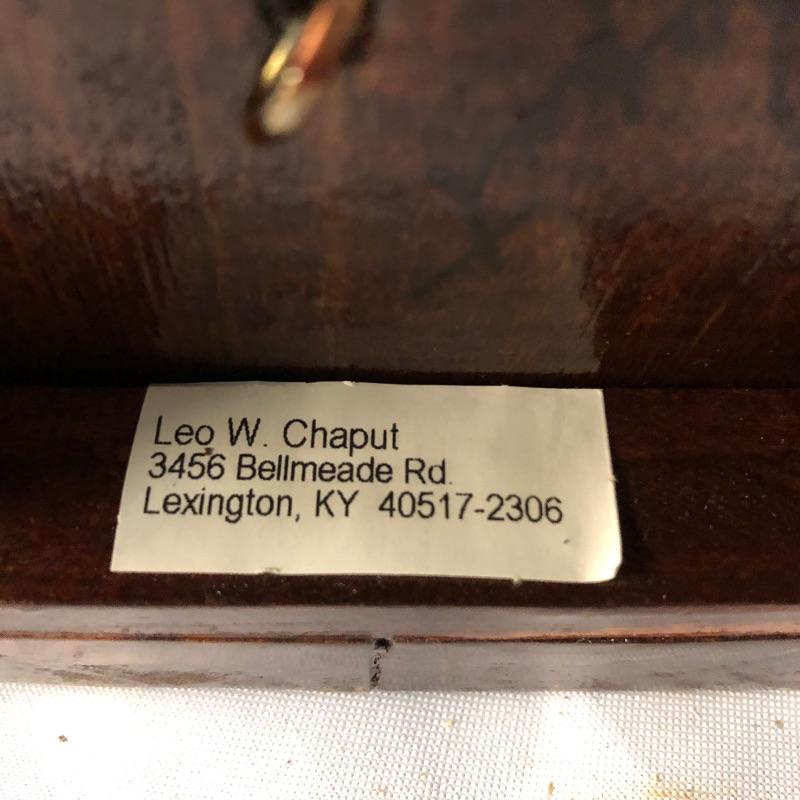 Leo W. Chaput
3456 Bellmeade Rd.
Lexington, KY 40517-2306